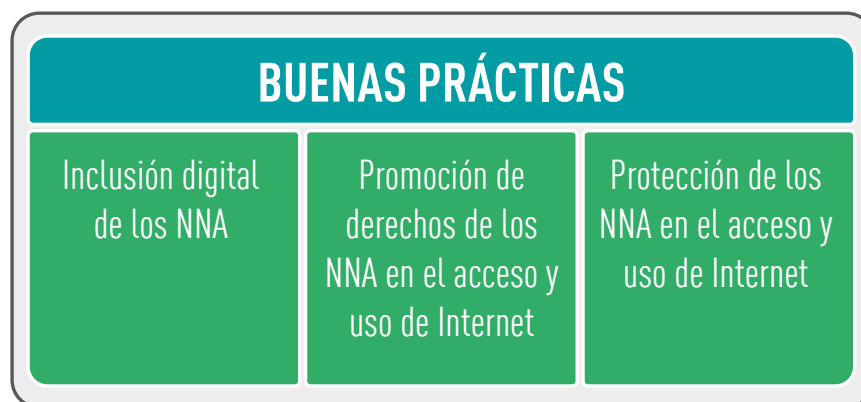 BUENAS PRÁCTICAS
Inclusión digital
de los NNA
Promoción de
derechos de los
NNA en el acceso y
uso de Internet
Protección de los
NNA en el acceso y
uso de Internet